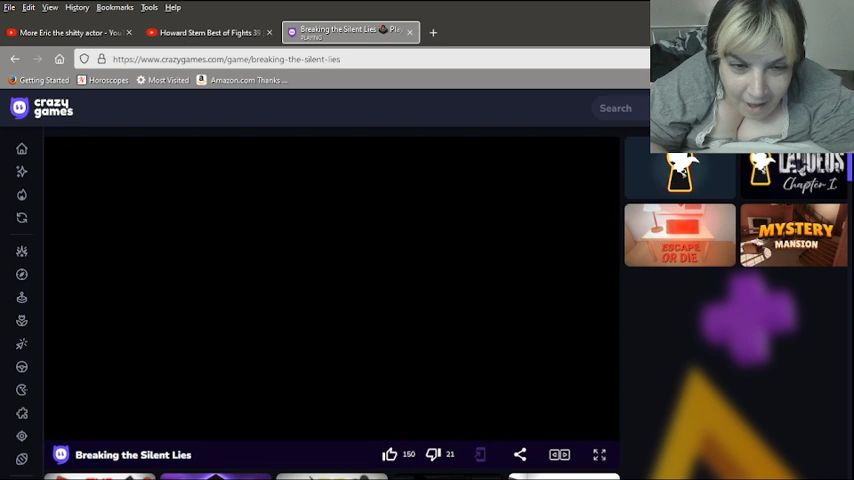 File Edit View History Bookmarks Tools Help
More Eric the shitty actor - You
Howard Stern Best of Fights 39
Breaking the Silent Lies Play
PLAYING
https://www.crazygames.com/game/breaking-the-silent-lies
Getting Started Horoscopes Most Visited Amazon.com Thanks ...
crazy
games
Search
Chapter I
ESCAPE
OR DIE
MYSTERY
MANSION
Breaking the Silent Lies
150
21